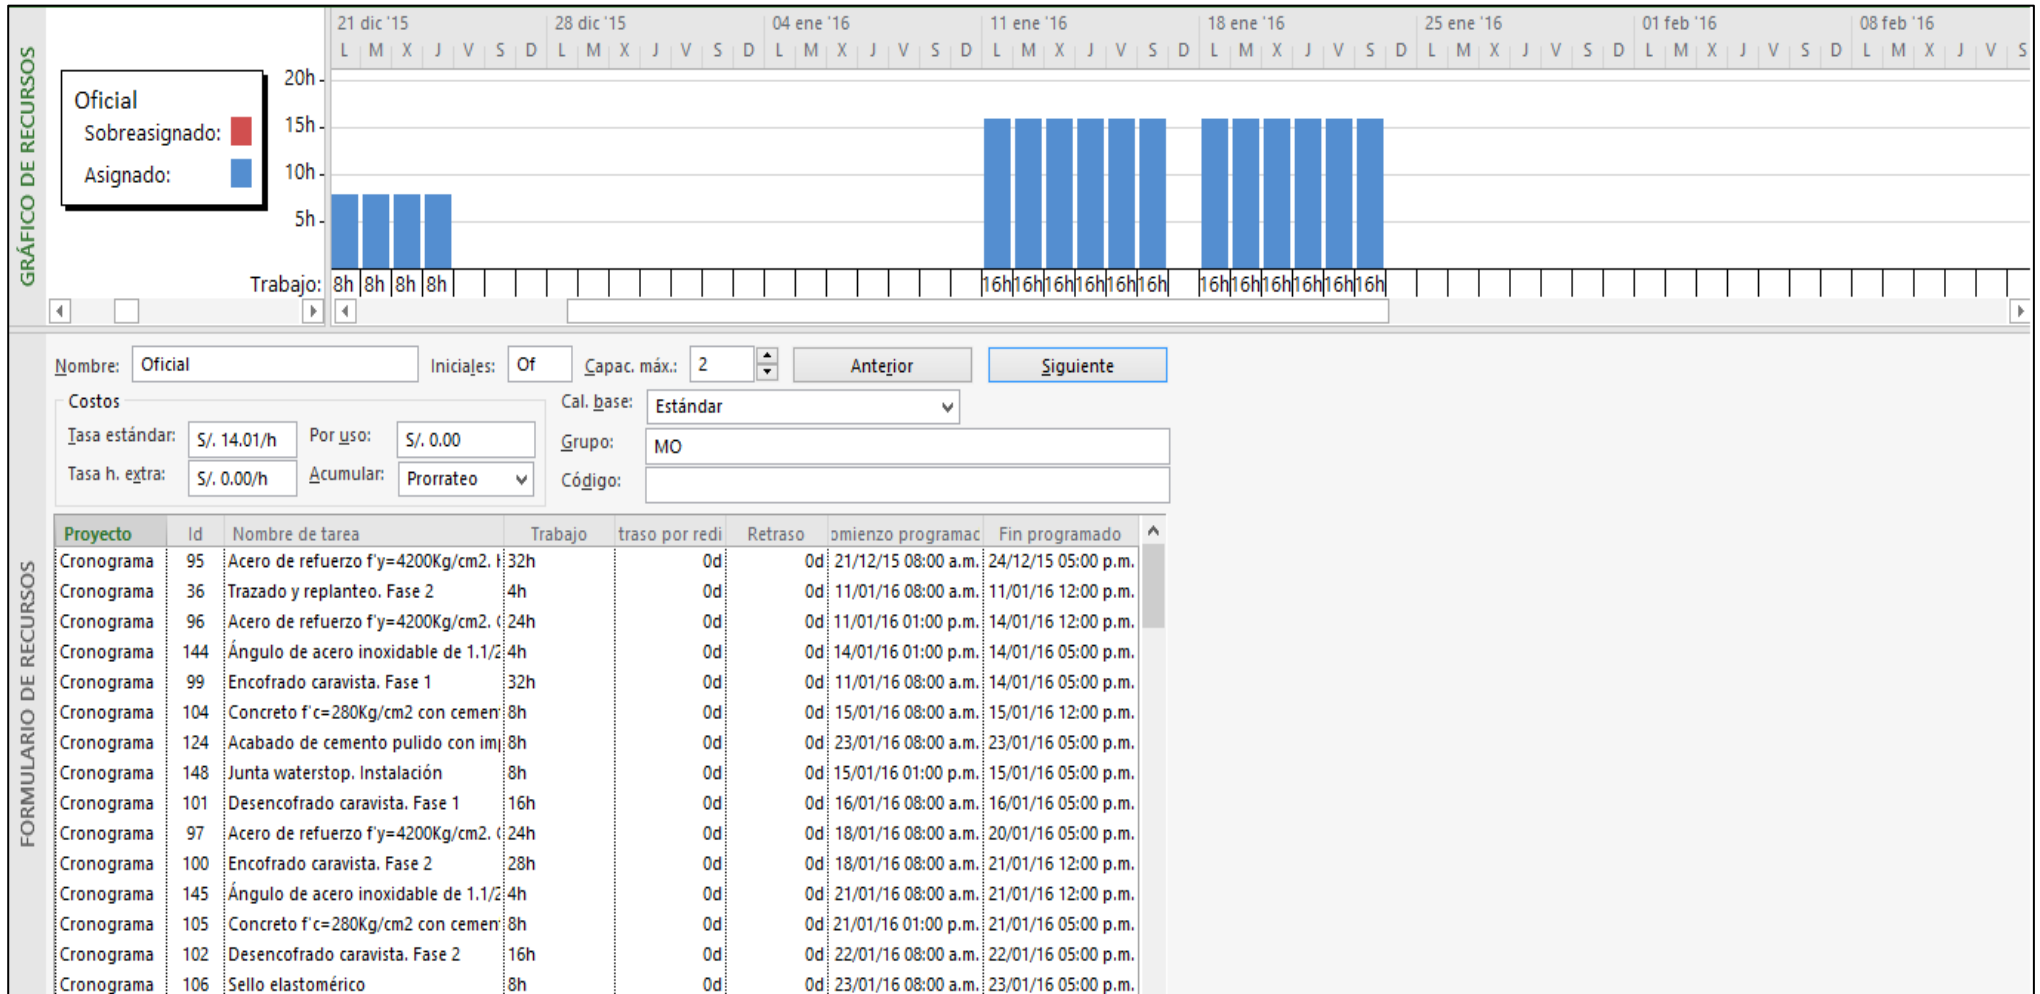 GRÁFICO DE RECURSOS
21 dic '15 28 dic '15 04 ene '16 11 ene '16 18 ene '16 25 ene '16 01 feb '16 08 feb '16
L M X J V S D L M X J V S D L M X J V S D L M X J V S D L M X J V S D L M X J V S D L M X J V S D L M X J V S
Oficial
Sobreasignado:
Asignado:
20h
15h
10h
5h
Trabajo: 8h 8h 8h 8h 16h 16h 16h 16h 16h 16h 16h 16h 16h 16h 16h 16h
FORMULARIO DE RECURSOS
Nombre: Oficial Iniciales: Of Capac. máx.: 2 Anterior Siguiente
Costos Cal. base: Estándar
Tasa estándar: S/. 14.01/h Por uso: S/. 0.00 Grupo: MO
Tasa h. extra: S/. 0.00/h Acumular: Prorrateo Código:
Proyecto Id Nombre de tarea Trabajo traso por redi Retraso omienzo programac Fin programado
Cronograma 95 Acero de refuerzo f'y=4200Kg/cm2. 32h 0d 0d 21/12/15 08:00 a.m. 24/12/15 05:00 p.m.
Cronograma 36 Trazado y replanteo. Fase 2 4h 0d 0d 11/01/16 08:00 a.m. 11/01/16 12:00 p.m.
Cronograma 96 Acero de refuerzo f'y=4200Kg/cm2. 24h 0d 0d 11/01/16 01:00 p.m. 14/01/16 12:00 p.m.
Cronograma 144 Ángulo de acero inoxidable de 1.1/2 4h 0d 0d 14/01/16 01:00 p.m. 14/01/16 05:00 p.m.
Cronograma 99 Encofrado caravista. Fase 1 32h 0d 0d 11/01/16 08:00 a.m. 14/01/16 05:00 p.m.
Cronograma 104 Concreto f'c=280Kg/cm2 con cemen 8h 0d 0d 15/01/16 08:00 a.m. 15/01/16 12:00 p.m.
Cronograma 124 Acabado de cemento pulido con im 8h 0d 0d 23/01/16 08:00 a.m. 23/01/16 05:00 p.m.
Cronograma 148 Junta waterstop. Instalación 8h 0d 0d 15/01/16 01:00 p.m. 15/01/16 05:00 p.m.
Cronograma 101 Desencofrado caravista. Fase 1 16h 0d 0d 16/01/16 08:00 a.m. 16/01/16 05:00 p.m.
Cronograma 97 Acero de refuerzo f'y=4200Kg/cm2. 24h 0d 0d 18/01/16 08:00 a.m. 20/01/16 05:00 p.m.
Cronograma 100 Encofrado caravista. Fase 2 28h 0d 0d 18/01/16 08:00 a.m. 21/01/16 12:00 p.m.
Cronograma 145 Ángulo de acero inoxidable de 1.1/2 4h 0d 0d 21/01/16 08:00 a.m. 21/01/16 12:00 p.m.
Cronograma 105 Concreto f'c=280Kg/cm2 con cemen 8h 0d 0d 21/01/16 01:00 p.m. 21/01/16 05:00 p.m.
Cronograma 102 Desencofrado caravista. Fase 2 16h 0d 0d 22/01/16 08:00 a.m. 22/01/16 05:00 p.m.
Cronograma 106 Sello elastomérico 8h 0d 0d 23/01/16 08:00 a.m. 23/01/16 05:00 p.m.